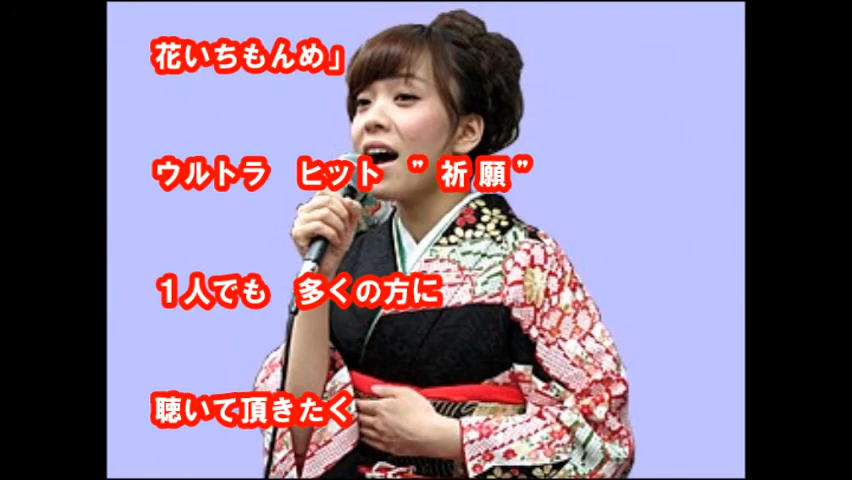 花いちもんめ」
ウルトラ　ヒット　”祈願”
１人でも　多くの方に
聴いて頂きたく